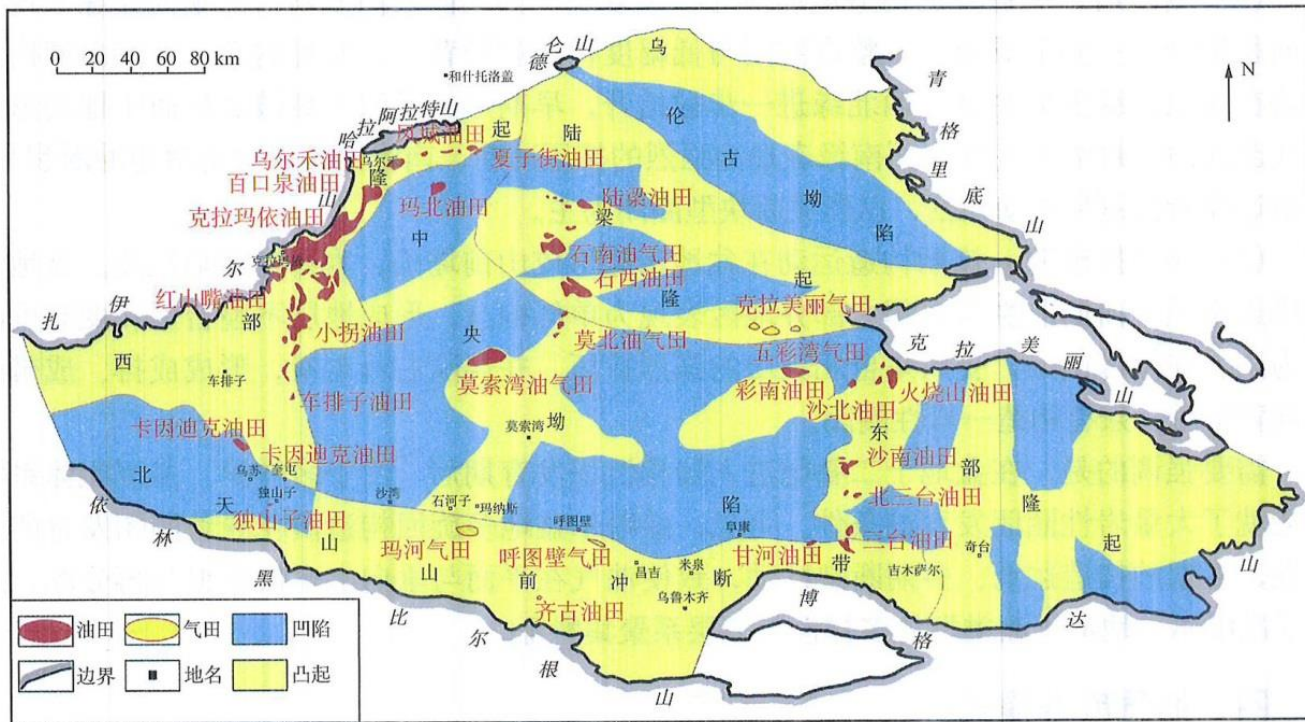 0 20 40 60 80 km
N
和什托洛盖
德仑山
乌伦古坳陷
青格里底山
哈拉阿拉特山
风城油田
乌尔禾油田
乌尔禾
夏子街油田
百口泉油田
克拉玛依油田
克拉玛依
玛北油田
陆梁隆起
陆梁油田
石南油气田
石西油田
红山嘴油田
小拐油田
克拉美丽气田
莫北油气田
五彩湾气田
克拉美丽山
扎伊尔山
西部隆起
车排子
莫索湾油气田
彩南油田
火烧山油田
沙北油田
车排子油田
中央坳陷
莫索湾
东部隆起
卡因迪克油田
卡因迪克油田
沙南油田
乌苏
奎屯
独山子
沙湾
石河子
玛纳斯
北三台油田
独山子油田
呼图壁
阜康
三台油田
奇台
玛河气田
呼图壁气田
甘河油田
吉木萨尔
昌吉
米泉
乌鲁木齐
齐古油田
北天山山前冲断带
依林黑比尔根山
博格达山
油田
气田
凹陷
边界
地名
凸起